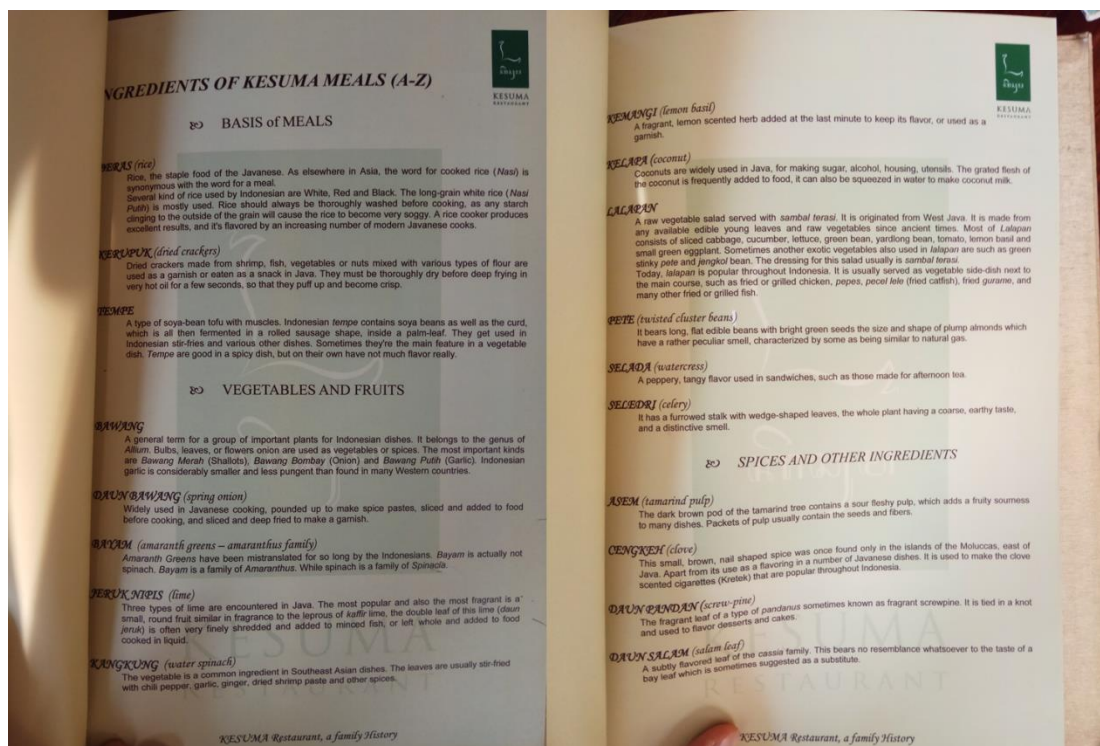 INGREDIENTS OF KESUMA MEALS (A-Z)
KESUMA
RESTAURANT
BASIS of MEALS
BERAS (rice)
Rice, the staple food of the Javanese. As elsewhere in Asia, the word for cooked rice (Nasi) is
synonymous with the word for a meal.
Several kind of rice used by Indonesian are White, Red and Black. The long-grain white rice (Nasi
Putih) is mostly used. Rice should always be thoroughly washed before cooking, as any starch
clinging to the outside of the grain will cause the rice to become very soggy. A rice cooker produces
excellent results, and it's flavored by an increasing number of modern Javanese cooks.
KERUPUK (dried crackers)
Dried crackers made from shrimp, fish, vegetables or nuts mixed with various types of flour are
used as a garnish or eaten as a snack in Java. They must be thoroughly dry before deep frying in
very hot oil for a few seconds, so that they puff up and become crisp.
TEMPE
A type of soya-bean tofu with muscles. Indonesian tempe contains soya beans as well as the curd,
which is all then fermented in a rolled sausage shape, inside a palm-leaf. They get used in
Indonesian stir-fries and various other dishes. Sometimes they're the main feature in a vegetable
dish. Tempe are good in a spicy dish, but on their own have not much flavor really.
VEGETABLES AND FRUITS
BAWANG
A general term for a group of important plants for Indonesian dishes. It belongs to the genus of
Allium. Bulbs, leaves, or flowers onion are used as vegetables or spices. The most important kinds
are Bawang Merah (Shallots), Bawang Bombay (Onion) and Bawang Putih (Garlic). Indonesian
garlic is considerably smaller and less pungent than found in many Western countries.
DAUN BAWANG (spring onion)
Widely used in Javanese cooking, pounded up to make spice pastes, sliced and added to food
before cooking, and sliced and deep fried to make a garnish.
BAYAM (amaranth greens – amaranthus family)
Amaranth Greens have been mistranslated for so long by the Indonesians. Bayam is actually not
spinach. Bayam is a family of Amaranthus. While spinach is a family of Spinacia.
JERUK NIPIS (lime)
Three types of lime are encountered in Java. The most popular and also the most fragrant is a
small, round fruit similar in fragrance to the leprous of kaffir lime, the double leaf of this lime (daun
jeruk) is often very finely shredded and added to minced fish, or left whole and added to food
cooked in liquid.
KANGKUNG (water spinach)
The vegetable is a common ingredient in Southeast Asian dishes. The leaves are usually stir-fried
with chili pepper, garlic, ginger, dried shrimp paste and other spices.
KESUMA
RESTAURANT
KESUMA Restaurant, a family History
KESUMA
RESTAURANT
KEMANGI (lemon basil)
A fragrant, lemon scented herb added at the last minute to keep its flavor, or used as a
garnish.
KELAPA (coconut)
Coconuts are widely used in Java, for making sugar, alcohol, housing, utensils. The grated flesh of
the coconut is frequently added to food, it can also be squeezed in water to make coconut milk.
LALAPAN
A raw vegetable salad served with sambal terasi. It is originated from West Java. It is made from
any available edible young leaves and raw vegetables since ancient times. Most of Lalapan
consists of sliced cabbage, cucumber, lettuce, green bean, yardlong bean, tomato, lemon basil and
small green eggplant. Sometimes another exotic vegetables also used in lalapan are such as green
stinky pete and jengkol bean. The dressing for this salad usually is sambal terasi.
Today, lalapan is popular throughout Indonesia. It is usually served as vegetable side-dish next to
the main course, such as fried or grilled chicken, pepes, pecel lele (fried catfish), fried gurame, and
many other fried or grilled fish.
PETE (twisted cluster beans)
It bears long, flat edible beans with bright green seeds the size and shape of plump almonds which
have a rather peculiar smell, characterized by some as being similar to natural gas.
SELADA (watercress)
A peppery, tangy flavor used in sandwiches, such as those made for afternoon tea.
SELEDRI (celery)
It has a furrowed stalk with wedge-shaped leaves, the whole plant having a coarse, earthy taste,
and a distinctive smell.
SPICES AND OTHER INGREDIENTS
ASEM (tamarind pulp)
The dark brown pod of the tamarind tree contains a sour fleshy pulp, which adds a fruity sourness
to many dishes. Packets of pulp usually contain the seeds and fibers.
CENGKEH (clove)
This small, brown, nail shaped spice was once found only in the islands of the Moluccas, east of
Java. Apart from its use as a flavoring in a number of Javanese dishes. It is used to make the clove
scented cigarettes (Kretek) that are popular throughout Indonesia.
DAUN PANDAN (screw-pine)
The fragrant leaf of a type of pandanus sometimes known as fragrant screwpine. It is tied in a knot
and used to flavor desserts and cakes.
DAUN SALAM (salam leaf)
A subtly flavored leaf of the cassia family. This bears no resemblance whatsoever to the taste of a
bay leaf which is sometimes suggested as a substitute.
KESUMA
RESTAURANT
KESUMA Restaurant, a family History